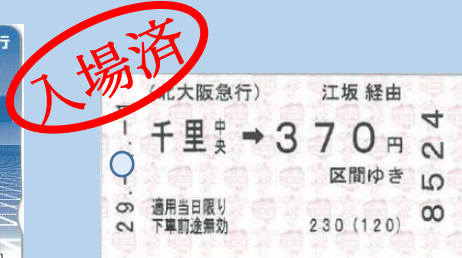 行
入場済
(北大阪急行) 江坂 経由
千里中央➡370円
区間ゆき
適用当日限り
下車前途無効
230(120)
8524